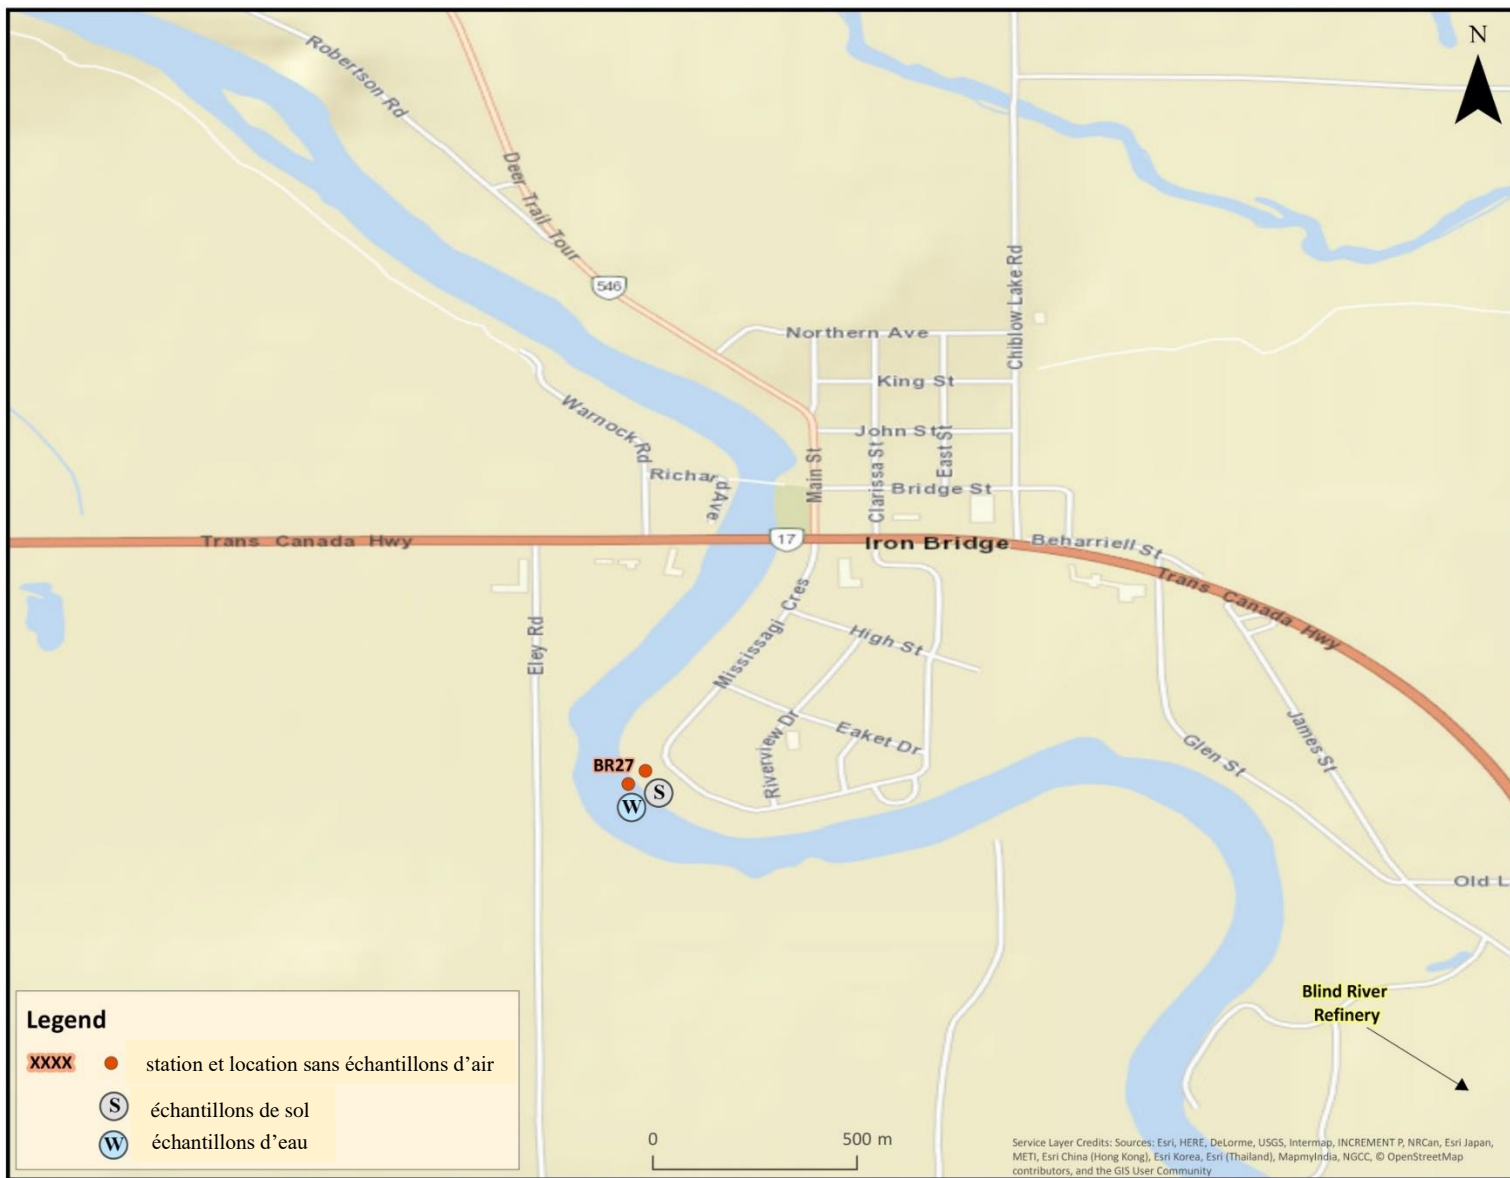 N
Robertson Rd
Deer Trail Tour
546
Northern Ave
Chiblow Lake Rd
King St
Warnock Rd
John St
East St
Main St
Clarissa St
Richard Ave
Bridge St
Trans Canada Hwy
17
Iron Bridge
Beharriell St
Trans Canada Hwy
Eley Rd
Mississagi Cres
High St
Riverview Dr
Eaket Dr
James St
Glen St
BR27
S
W
Old L
Blind River
Refinery
Legend
XXXX station et location sans échantillons d’air
S échantillons de sol
W échantillons d’eau
0 500 m
Service Layer Credits: Sources: Esri, HERE, DeLorme, USGS, Intermap, INCREMENT P, NRCan, Esri Japan,
METI, Esri China (Hong Kong), Esri Korea, Esri (Thailand), MapmyIndia, NGCC, © OpenStreetMap
contributors, and the GIS User Community